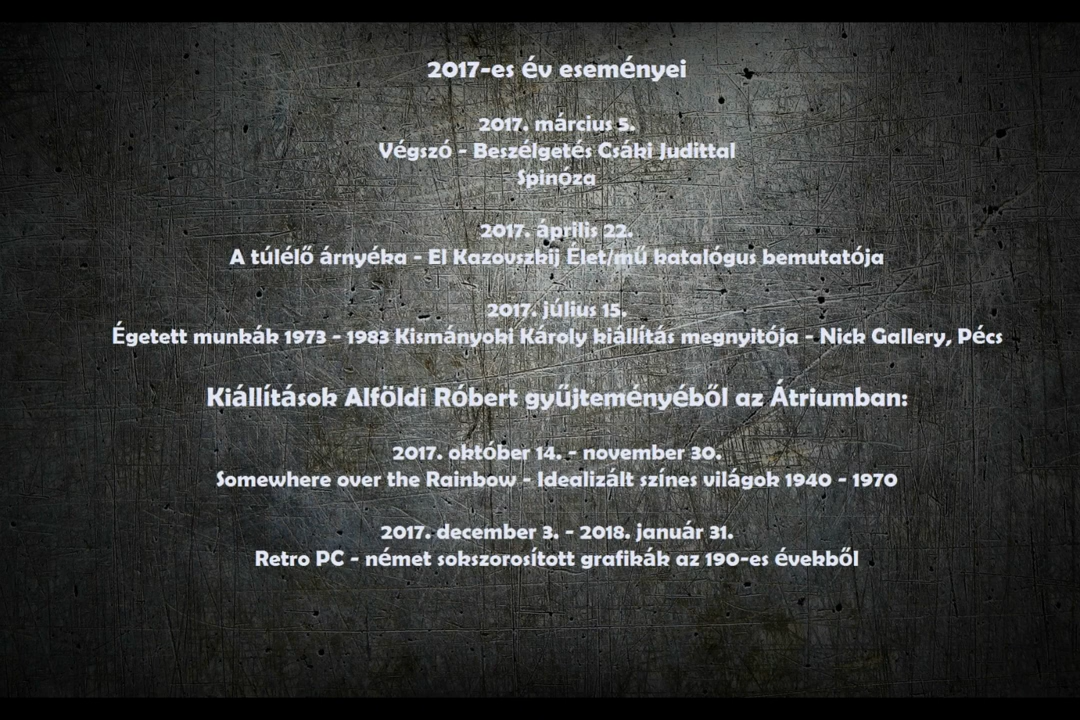 2017-es év eseményei
2017. március 5.
Végszó - Beszélgetés Csáki Judittal
Spinóza
2017. április 22.
A túlélő árnyéka - El Kazovszkij Élet/mű katalógus bemutatója
2017. július 15.
Égetett munkák 1973 - 1983 Kismányoki Károly kiállítás megnyitója - Nick Gallery, Pécs
Kiállítások Alföldi Róbert gyűjteményéből az Átriumban:
2017. október 14. - november 30.
Somewhere over the Rainbow - Idealizált színes világok 1940 - 1970
2017. december 3. - 2018. január 31.
Retro PC - német sokszorosított grafikák az 190-es évekből